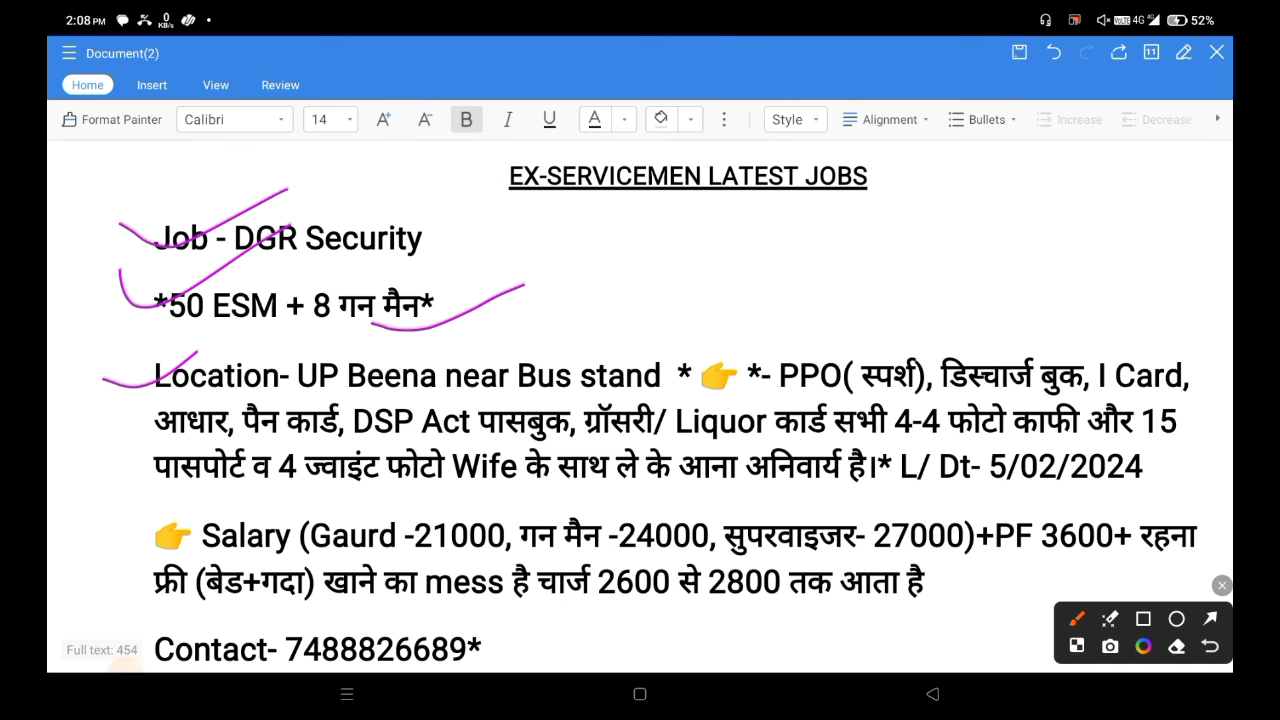 2:08 PM 0 KB/s 4G 52%
Document(2)
11
Home Insert View Review
Format Painter Calibri 14 A+ A- B I U A Style Alignment Bullets Increase Decrease
EX-SERVICEMEN LATEST JOBS
Job - DGR Security
*50 ESM + 8 गन मैन*
Location- UP Beena near Bus stand * 👉 *- PPO( स्पर्श), डिस्चार्ज बुक, I Card,
आधार, पैन कार्ड, DSP Act पासबुक, ग्रॉसरी/ Liquor कार्ड सभी 4-4 फोटो काफी और 15
पासपोर्ट व 4 ज्वाइंट फोटो Wife के साथ ले के आना अनिवार्य है।* L/ Dt- 5/02/2024
👉 Salary (Gaurd -21000, गन मैन -24000, सुपरवाइजर- 27000)+PF 3600+ रहना
फ्री (बेड+गदा) खाने का mess है चार्ज 2600 से 2800 तक आता है
Full text: 454
Contact- 7488826689*